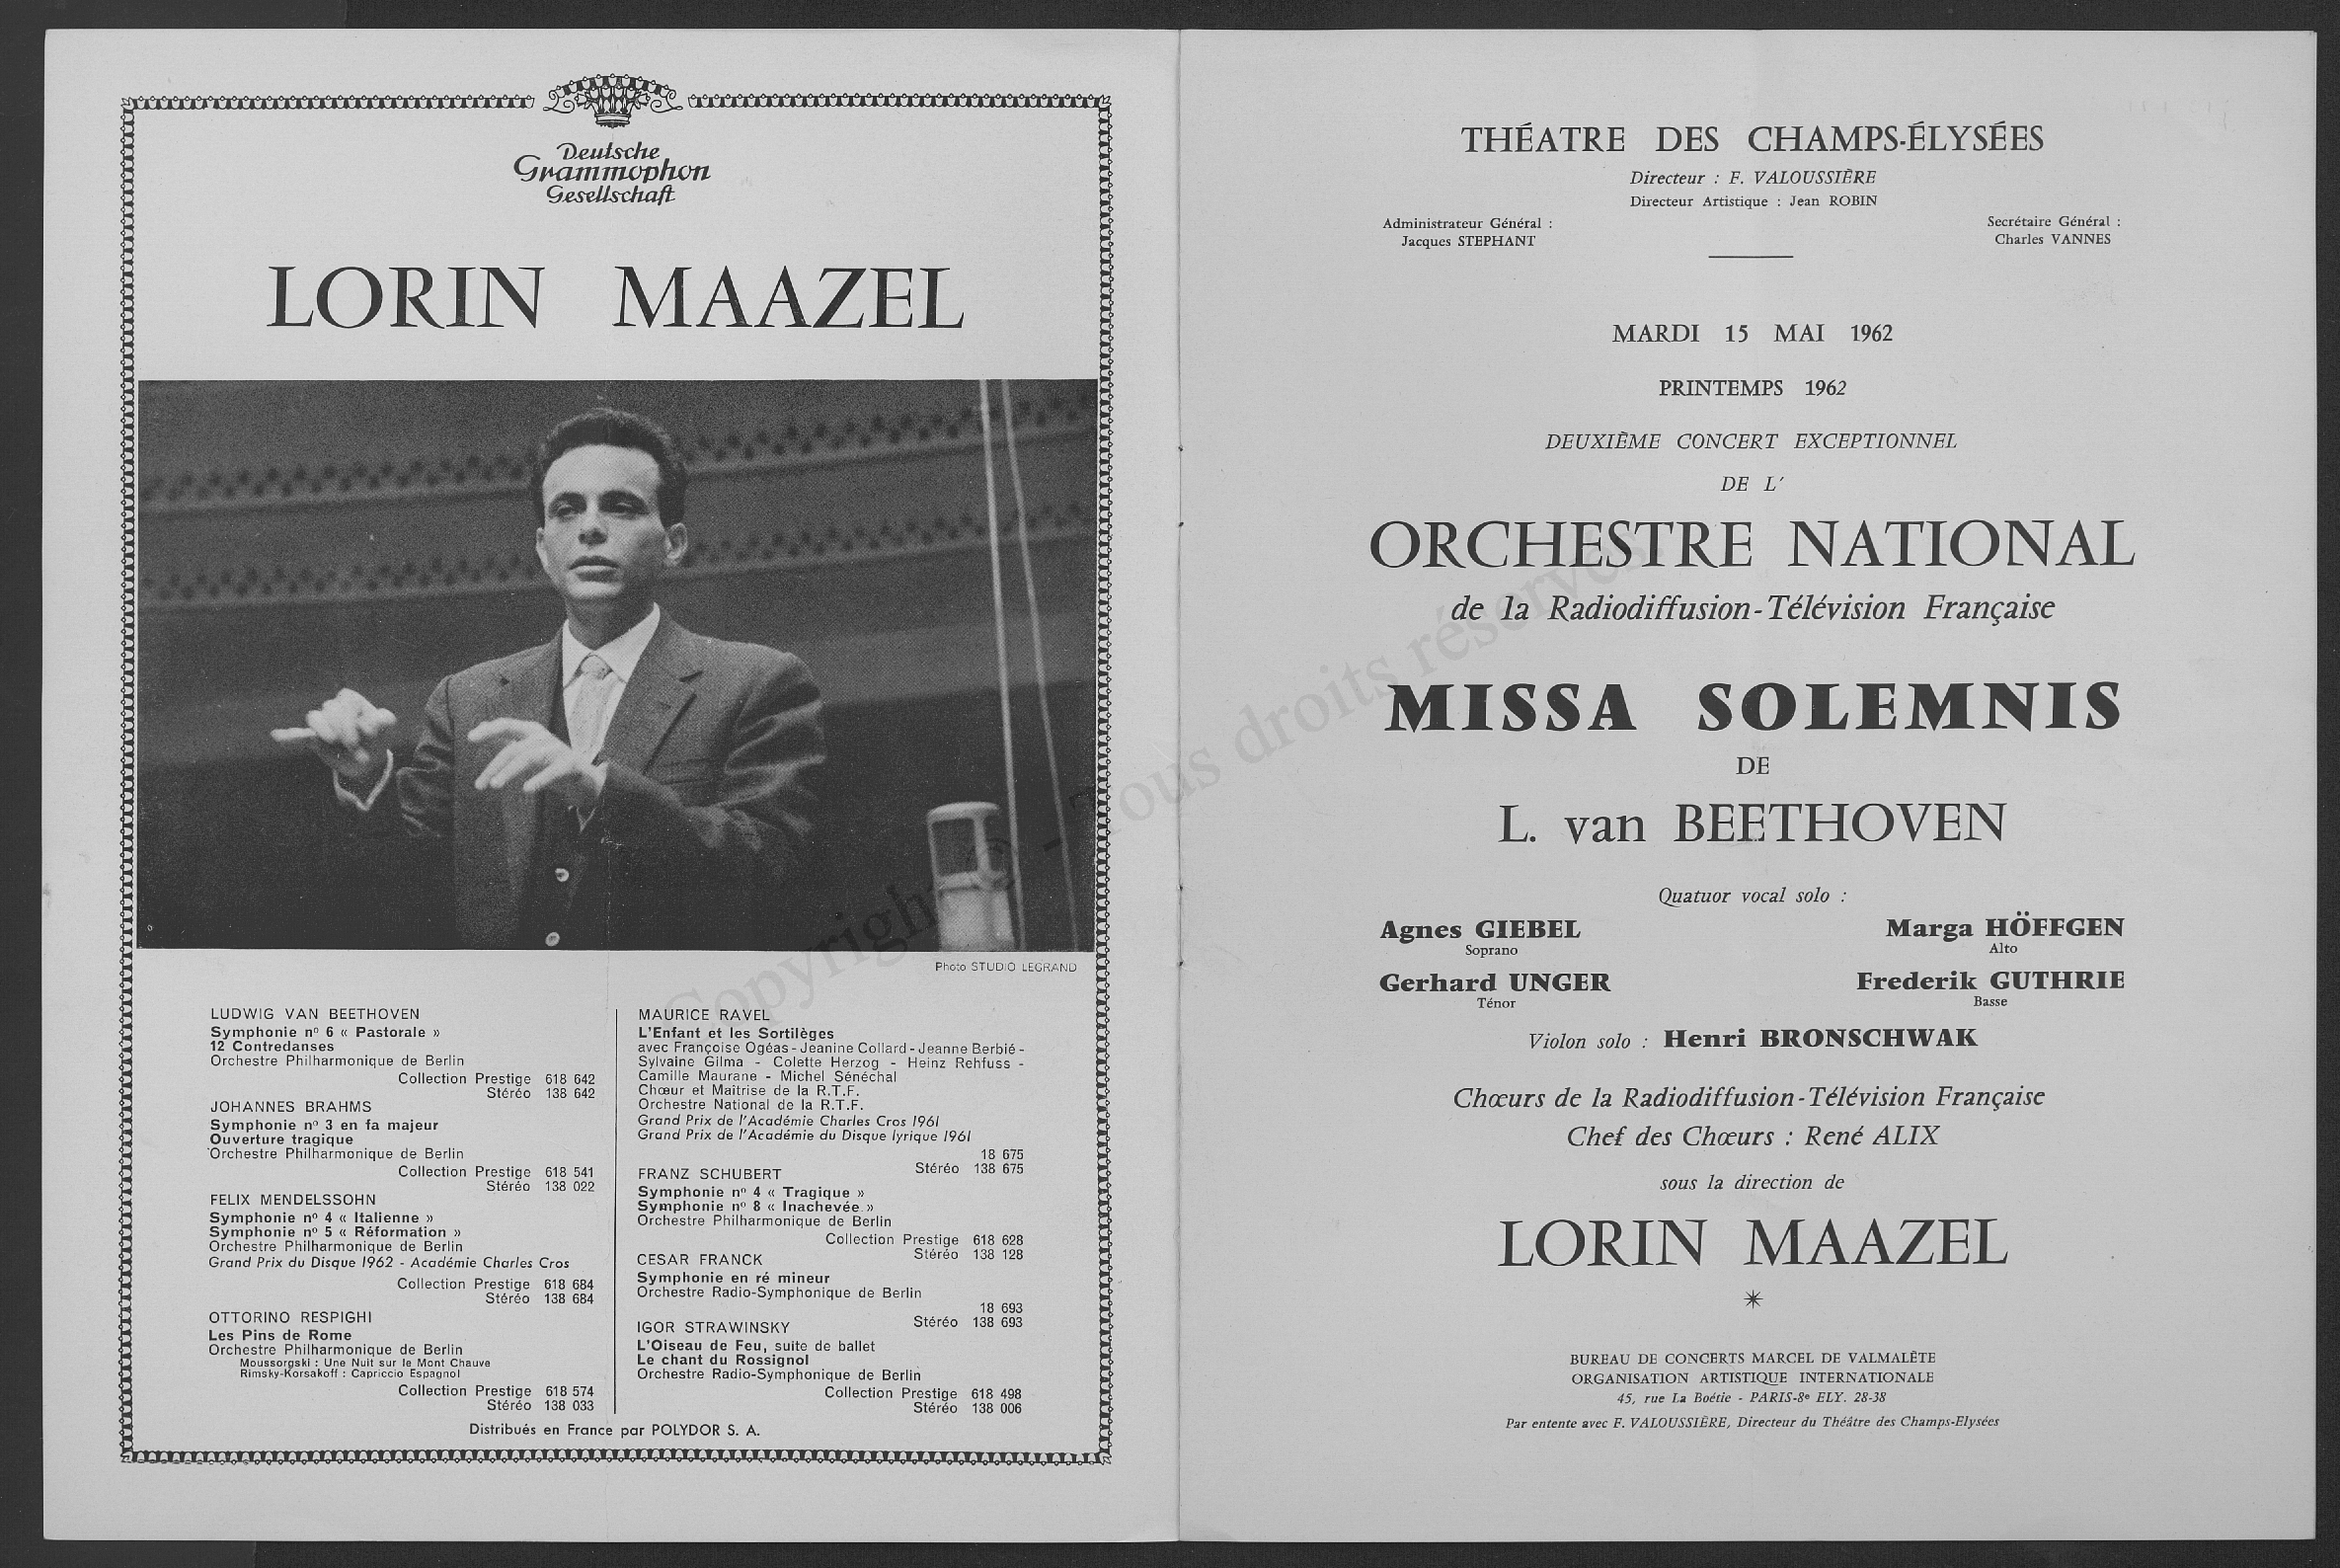 Deutsche
Grammophon
Gesellschaft
LORIN MAAZEL
Photo STUDIO LEGRAND
LUDWIG VAN BEETHOVEN
Symphonie nº 6 « Pastorale »
12 Contredanses
Orchestre Philharmonique de Berlin
Collection Prestige 618 642
Stéréo 138 642
JOHANNES BRAHMS
Symphonie nº 3 en fa majeur
Ouverture tragique
Orchestre Philharmonique de Berlin
Collection Prestige 618 541
Stéréo 138 022
FELIX MENDELSSOHN
Symphonie nº 4 « Italienne »
Symphonie nº 5 « Réformation »
Orchestre Philharmonique de Berlin
Grand Prix du Disque 1962 - Académie Charles Cros
Collection Prestige 618 684
Stéréo 138 684
OTTORINO RESPIGHI
Les Pins de Rome
Orchestre Philharmonique de Berlin
Moussorgski : Une Nuit sur le Mont Chauve
Rimsky-Korsakoff : Capriccio Espagnol
Collection Prestige 618 574
Stéréo 138 033
MAURICE RAVEL
L'Enfant et les Sortilèges
avec Françoise Ogéas - Jeanine Collard - Jeanne Berbié -
Sylvaine Gilma - Colette Herzog - Heinz Rehfuss -
Camille Maurane - Michel Sénéchal
Chœur et Maîtrise de la R.T.F.
Orchestre National de la R.T.F.
Grand Prix de l'Académie Charles Cros 1961
Grand Prix de l'Académie du Disque lyrique 1961
18 675
Stéréo 138 675
FRANZ SCHUBERT
Symphonie nº 4 « Tragique »
Symphonie nº 8 « Inachevée »
Orchestre Philharmonique de Berlin
Collection Prestige 618 628
Stéréo 138 128
CESAR FRANCK
Symphonie en ré mineur
Orchestre Radio-Symphonique de Berlin
18 693
Stéréo 138 693
IGOR STRAWINSKY
L'Oiseau de Feu, suite de ballet
Le chant du Rossignol
Orchestre Radio-Symphonique de Berlin
Collection Prestige 618 498
Stéréo 138 006
Distribués en France par POLYDOR S. A.
THÉATRE DES CHAMPS-ÉLYSÉES
Directeur : F. VALOUSSIÈRE
Directeur Artistique : Jean ROBIN
Administrateur Général :
Jacques STEPHANT
Secrétaire Général :
Charles VANNES
MARDI 15 MAI 1962
PRINTEMPS 1962
DEUXIÈME CONCERT EXCEPTIONNEL
DE L'
ORCHESTRE NATIONAL
de la Radiodiffusion-Télévision Française
MISSA SOLEMNIS
DE
L. van BEETHOVEN
Quatuor vocal solo :
Agnes GIEBEL
Soprano
Marga HÖFFGEN
Alto
Gerhard UNGER
Ténor
Frederik GUTHRIE
Basse
Violon solo : Henri BRONSCHWAK
Chœurs de la Radiodiffusion-Télévision Française
Chef des Chœurs : René ALIX
sous la direction de
LORIN MAAZEL
BUREAU DE CONCERTS MARCEL DE VALMALÈTE
ORGANISATION ARTISTIQUE INTERNATIONALE
45, rue La Boétie - PARIS-8e ELY. 28-38
Par entente avec F. VALOUSSIÈRE, Directeur du Théâtre des Champs-Elysées
Copyright © - Tous droits réservés.